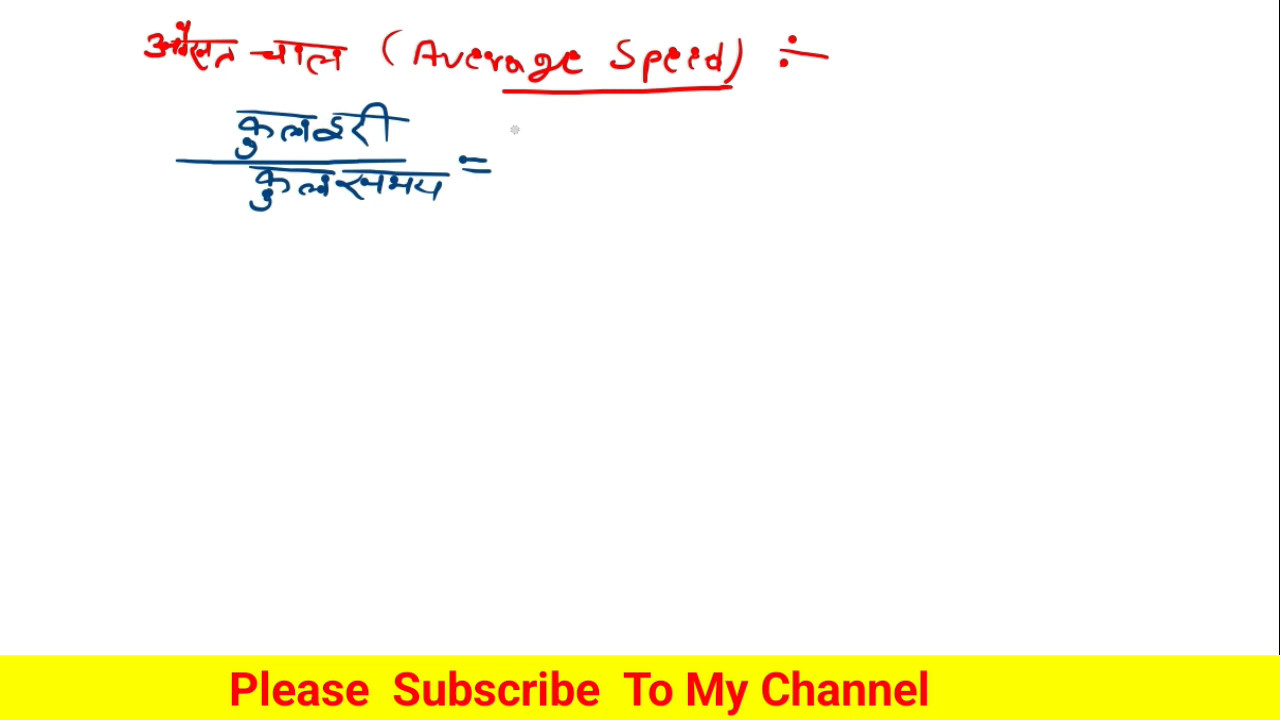 औसत चाल (Average Speed) ÷
कुल दूरी
कुल समय =
Please Subscribe To My Channel